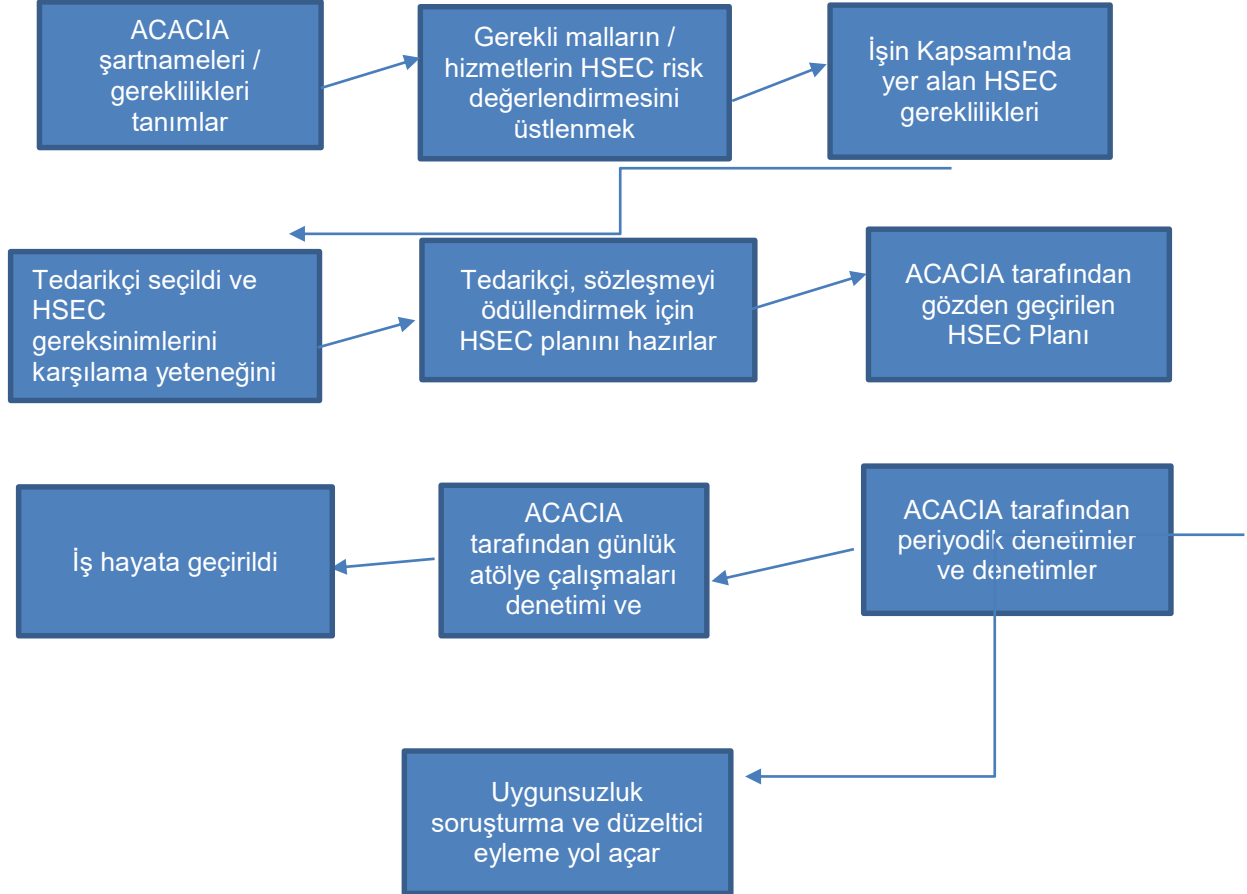 ACACIA
şartnameleri /
gereklilikleri
tanımlar
Gerekli malların /
hizmetlerin HSEC risk
değerlendirmesini
üstlenmek
İşin Kapsamı'nda
yer alan HSEC
gereklilikleri
Tedarikçi seçildi ve
HSEC
gereksinimlerini
karşılama yeteneğini
Tedarikçi, sözleşmeyi
ödüllendirmek için
HSEC planını hazırlar
ACACIA tarafından
gözden geçirilen
HSEC Planı
İş hayata geçirildi
ACACIA
tarafından günlük
atölye çalışmaları
denetimi ve
ACACIA tarafından
periyodik denetimler
ve denetimler
Uygunsuzluk
soruşturma ve düzeltici
eyleme yol açar